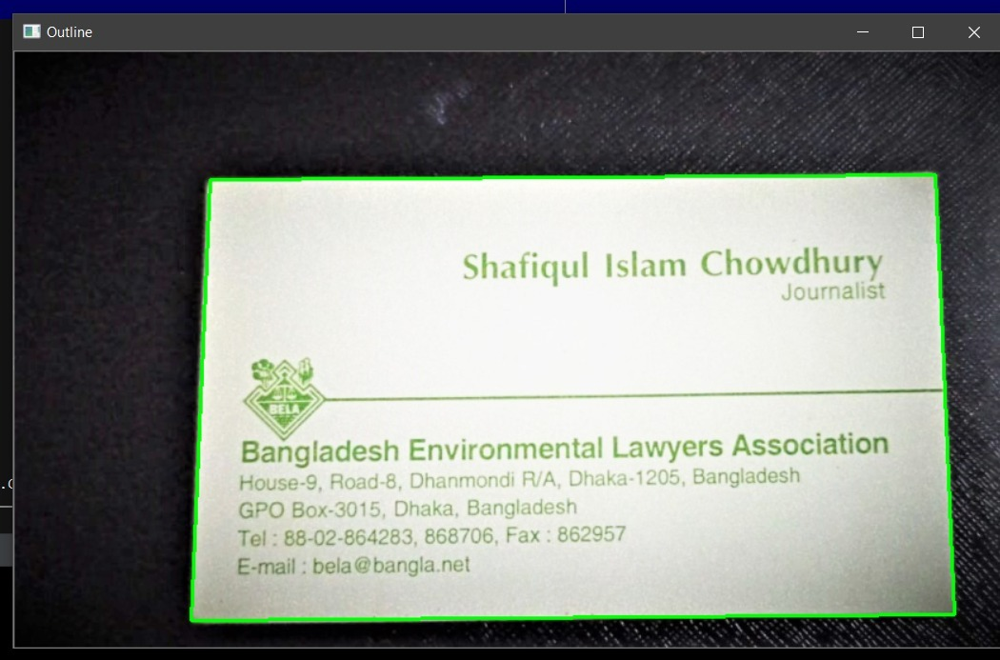 Outline
Shafiqul Islam Chowdhury
Journalist
BELA
Bangladesh Environmental Lawyers Association
House-9, Road-8, Dhanmondi R/A, Dhaka-1205, Bangladesh
GPO Box-3015, Dhaka, Bangladesh
Tel : 88-02-864283, 868706, Fax : 862957
E-mail : bela@bangla.net